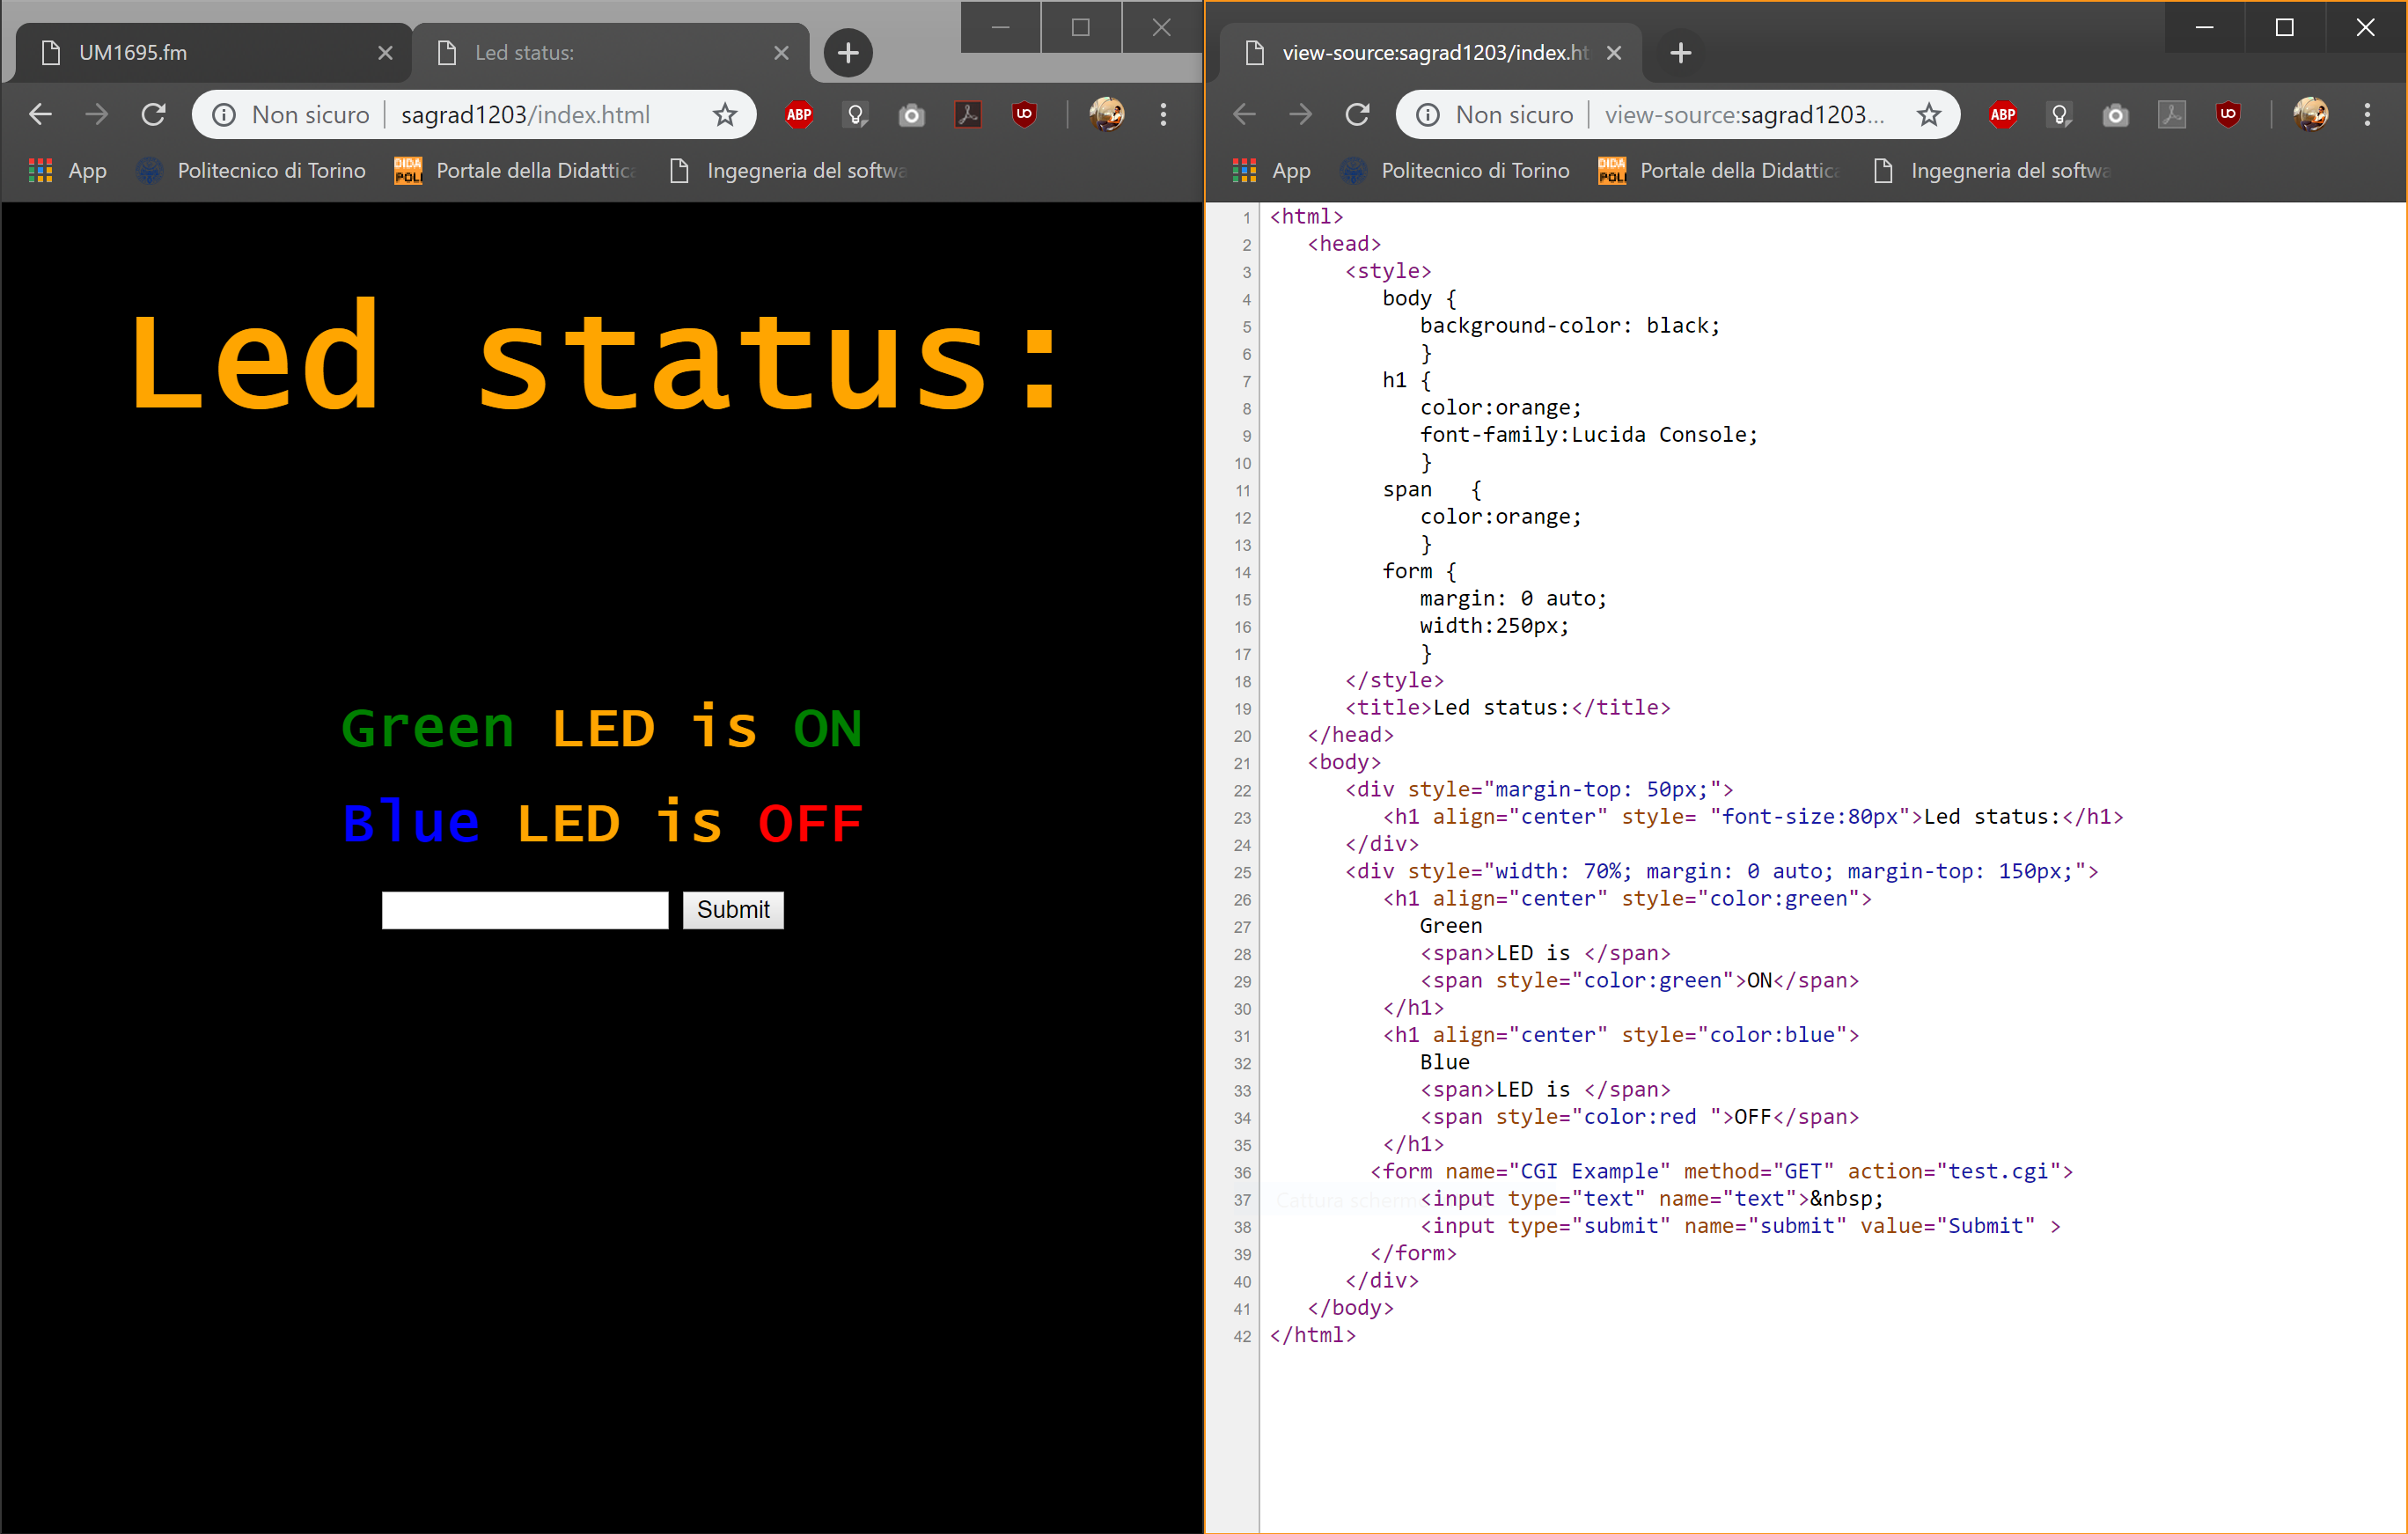 UM1695.fm
Led status:
Non sicuro
sagrad1203/index.html
ABP
App
Politecnico di Torino
Portale della Didattica
Ingegneria del softwa
Led status:
Green LED is ON
Blue LED is OFF
Submit
view-source:sagrad1203/index.ht
Non sicuro
view-source:sagrad1203...
ABP
App
Politecnico di Torino
Portale della Didattica
Ingegneria del softwa
1 <html>
2 <head>
3 <style>
4 body {
5 background-color: black;
6 }
7 h1 {
8 color:orange;
9 font-family:Lucida Console;
10 }
11 span   {
12 color:orange;
13 }
14 form {
15 margin: 0 auto;
16 width:250px;
17 }
18 </style>
19 <title>Led status:</title>
20 </head>
21 <body>
22 <div style="margin-top: 50px;">
23 <h1 align="center" style= "font-size:80px">Led status:</h1>
24 </div>
25 <div style="width: 70%; margin: 0 auto; margin-top: 150px;">
26 <h1 align="center" style="color:green">
27 Green
28 <span>LED is </span>
29 <span style="color:green">ON</span>
30 </h1>
31 <h1 align="center" style="color:blue">
32 Blue
33 <span>LED is </span>
34 <span style="color:red ">OFF</span>
35 </h1>
36 <form name="CGI Example" method="GET" action="test.cgi">
37 <input type="text" name="text">&nbsp;
38 <input type="submit" name="submit" value="Submit" >
39 </form>
40 </div>
41 </body>
42 </html>